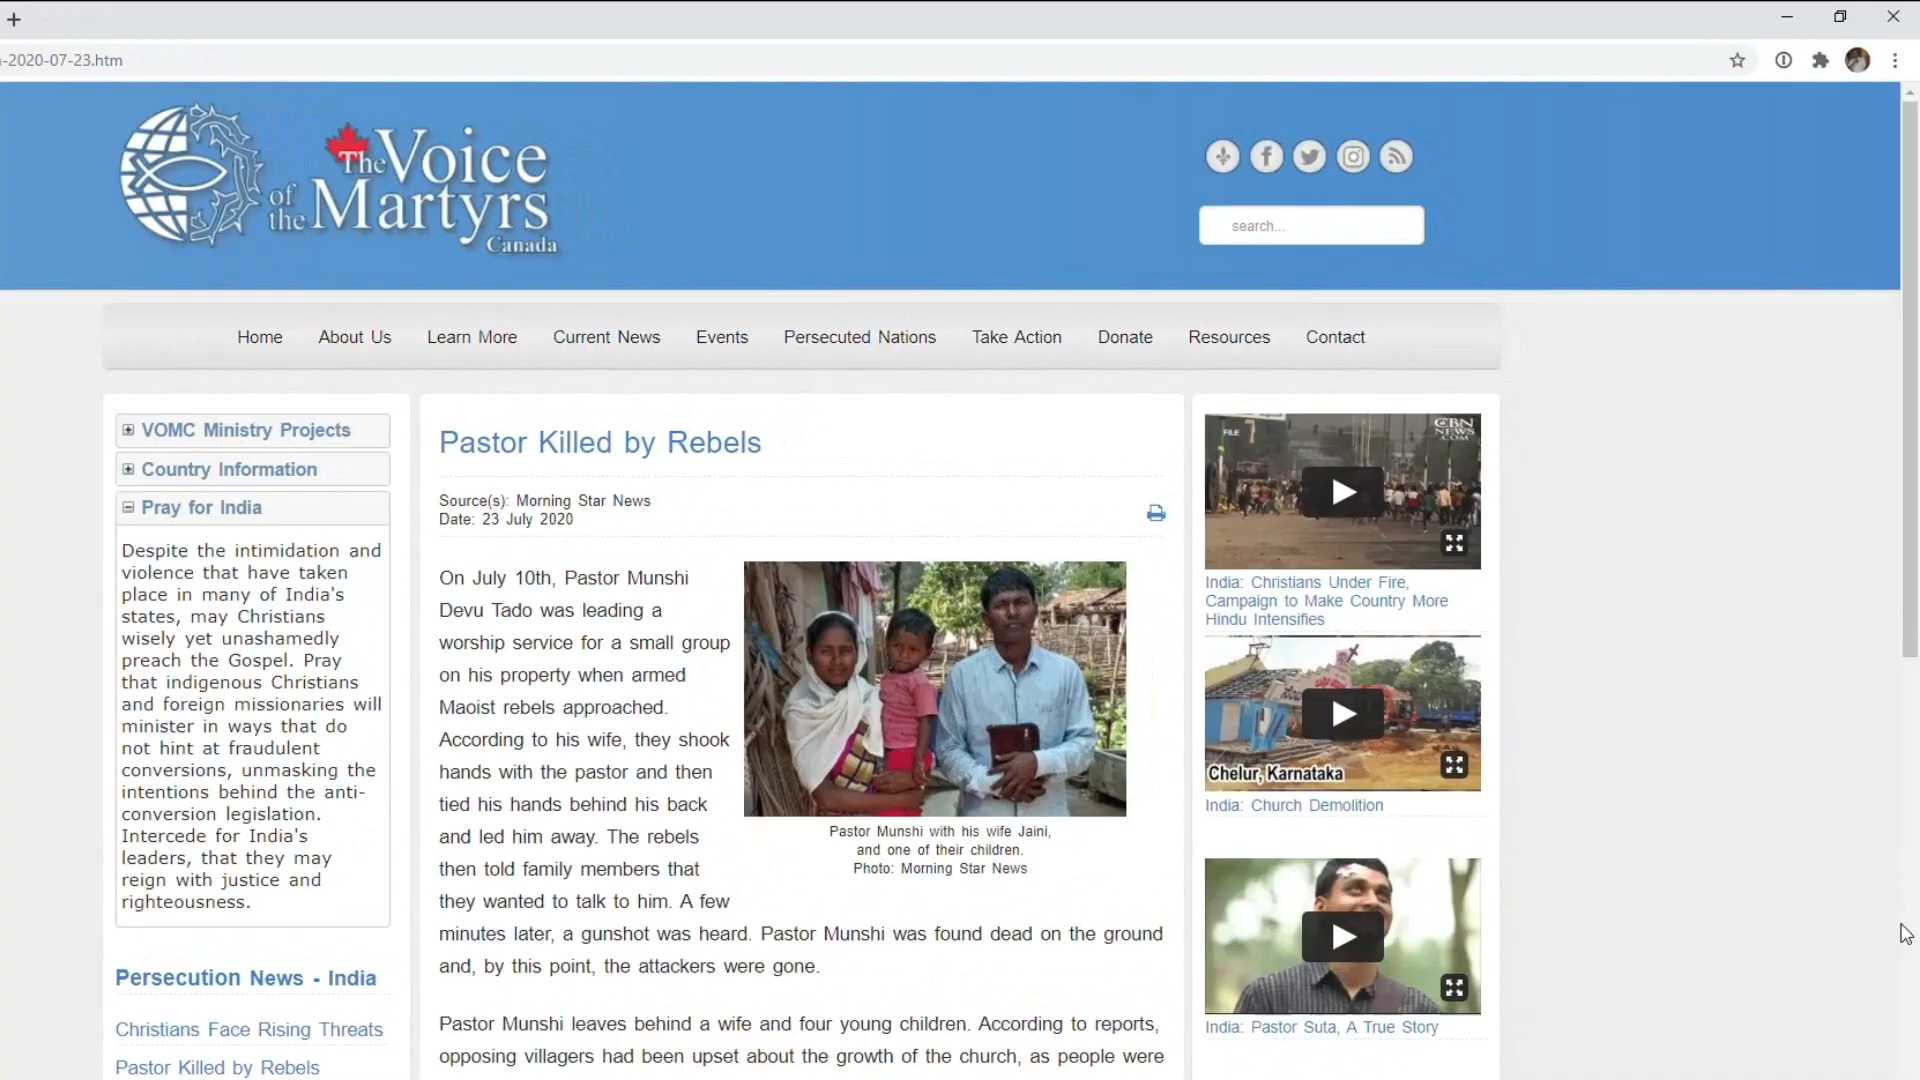 -2020-07-23.htm
The Voice
of the Martyrs
Canada
search...
Home About Us Learn More Current News Events Persecuted Nations Take Action Donate Resources Contact
VOMC Ministry Projects
Country Information
Pray for India
Despite the intimidation and
violence that have taken
place in many of India's
states, may Christians
wisely yet unashamedly
preach the Gospel. Pray
that indigenous Christians
and foreign missionaries will
minister in ways that do
not hint at fraudulent
conversions, unmasking the
intentions behind the anti-
conversion legislation.
Intercede for India's
leaders, that they may
reign with justice and
righteousness.
Persecution News - India
Christians Face Rising Threats
Pastor Killed by Rebels
Pastor Killed by Rebels
Source(s): Morning Star News
Date: 23 July 2020
On July 10th, Pastor Munshi
Devu Tado was leading a
worship service for a small group
on his property when armed
Maoist rebels approached.
According to his wife, they shook
hands with the pastor and then
tied his hands behind his back
and led him away. The rebels
then told family members that
they wanted to talk to him. A few
minutes later, a gunshot was heard. Pastor Munshi was found dead on the ground
and, by this point, the attackers were gone.
Pastor Munshi with his wife Jaini,
and one of their children.
Photo: Morning Star News
Pastor Munshi leaves behind a wife and four young children. According to reports,
opposing villagers had been upset about the growth of the church, as people were
FILE
CBN
NEWS
.COM
India: Christians Under Fire,
Campaign to Make Country More
Hindu Intensifies
Chelur, Karnataka
India: Church Demolition
India: Pastor Suta, A True Story